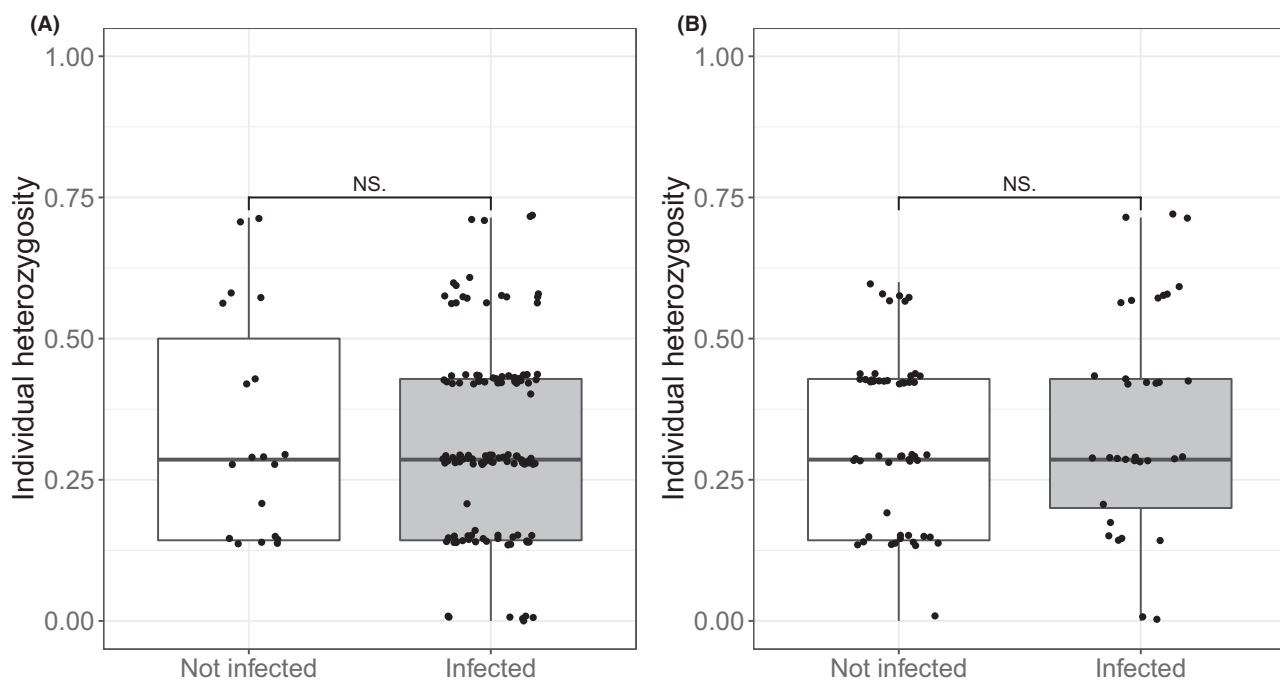 (A)
Individual heterozygosity
1.00
0.75
0.50
0.25
0.00
NS.
Not infected
Infected
(B)
Individual heterozygosity
1.00
0.75
0.50
0.25
0.00
NS.
Not infected
Infected